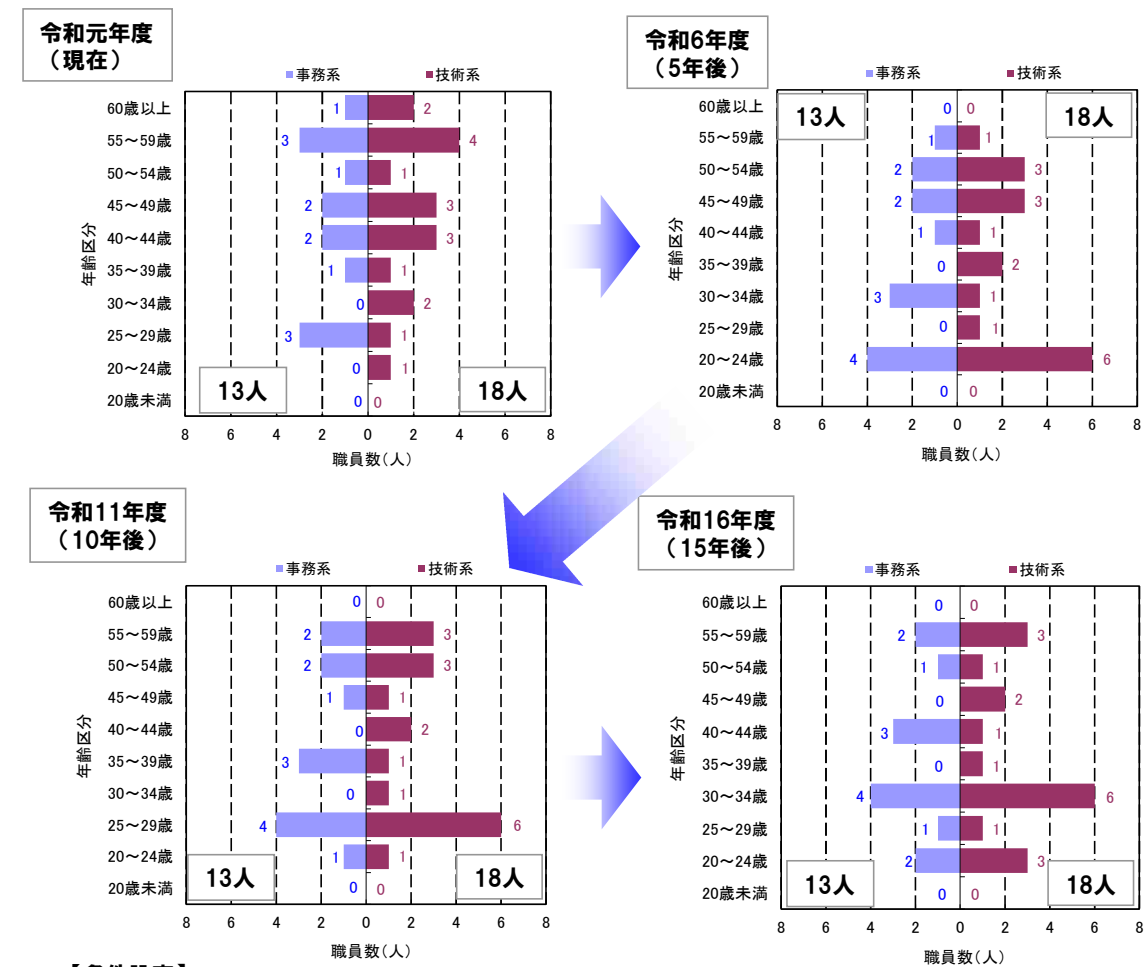 令和元年度
（現在）
■事務系 ■技術系
年齢区分
60歳以上 1 2
55～59歳 3 4
50～54歳 1 1
45～49歳 2 3
40～44歳 2 3
35～39歳 1 1
30～34歳 0 2
25～29歳 3 1
20～24歳 0 1
20歳未満 0 0
13人 18人
8 6 4 2 0 2 4 6 8
職員数（人）
令和6年度
（5年後）
■事務系 ■技術系
13人 18人
年齢区分
60歳以上 0 0
55～59歳 1 1
50～54歳 2 3
45～49歳 2 3
40～44歳 1 1
35～39歳 0 2
30～34歳 3 1
25～29歳 0 1
20～24歳 4 6
20歳未満 0 0
8 6 4 2 0 2 4 6 8
職員数（人）
令和11年度
（10年後）
■事務系 ■技術系
年齢区分
60歳以上 0 0
55～59歳 2 3
50～54歳 2 3
45～49歳 1 1
40～44歳 0 2
35～39歳 3 1
30～34歳 0 1
25～29歳 4 6
20～24歳 1 1
20歳未満 0 0
13人 18人
8 6 4 2 0 2 4 6 8
職員数（人）
令和16年度
（15年後）
■事務系 ■技術系
年齢区分
60歳以上 0 0
55～59歳 2 3
50～54歳 1 1
45～49歳 0 2
40～44歳 3 1
35～39歳 0 1
30～34歳 4 6
25～29歳 1 1
20～24歳 2 3
20歳未満 0 0
13人 18人
8 6 4 2 0 2 4 6 8
職員数（人）